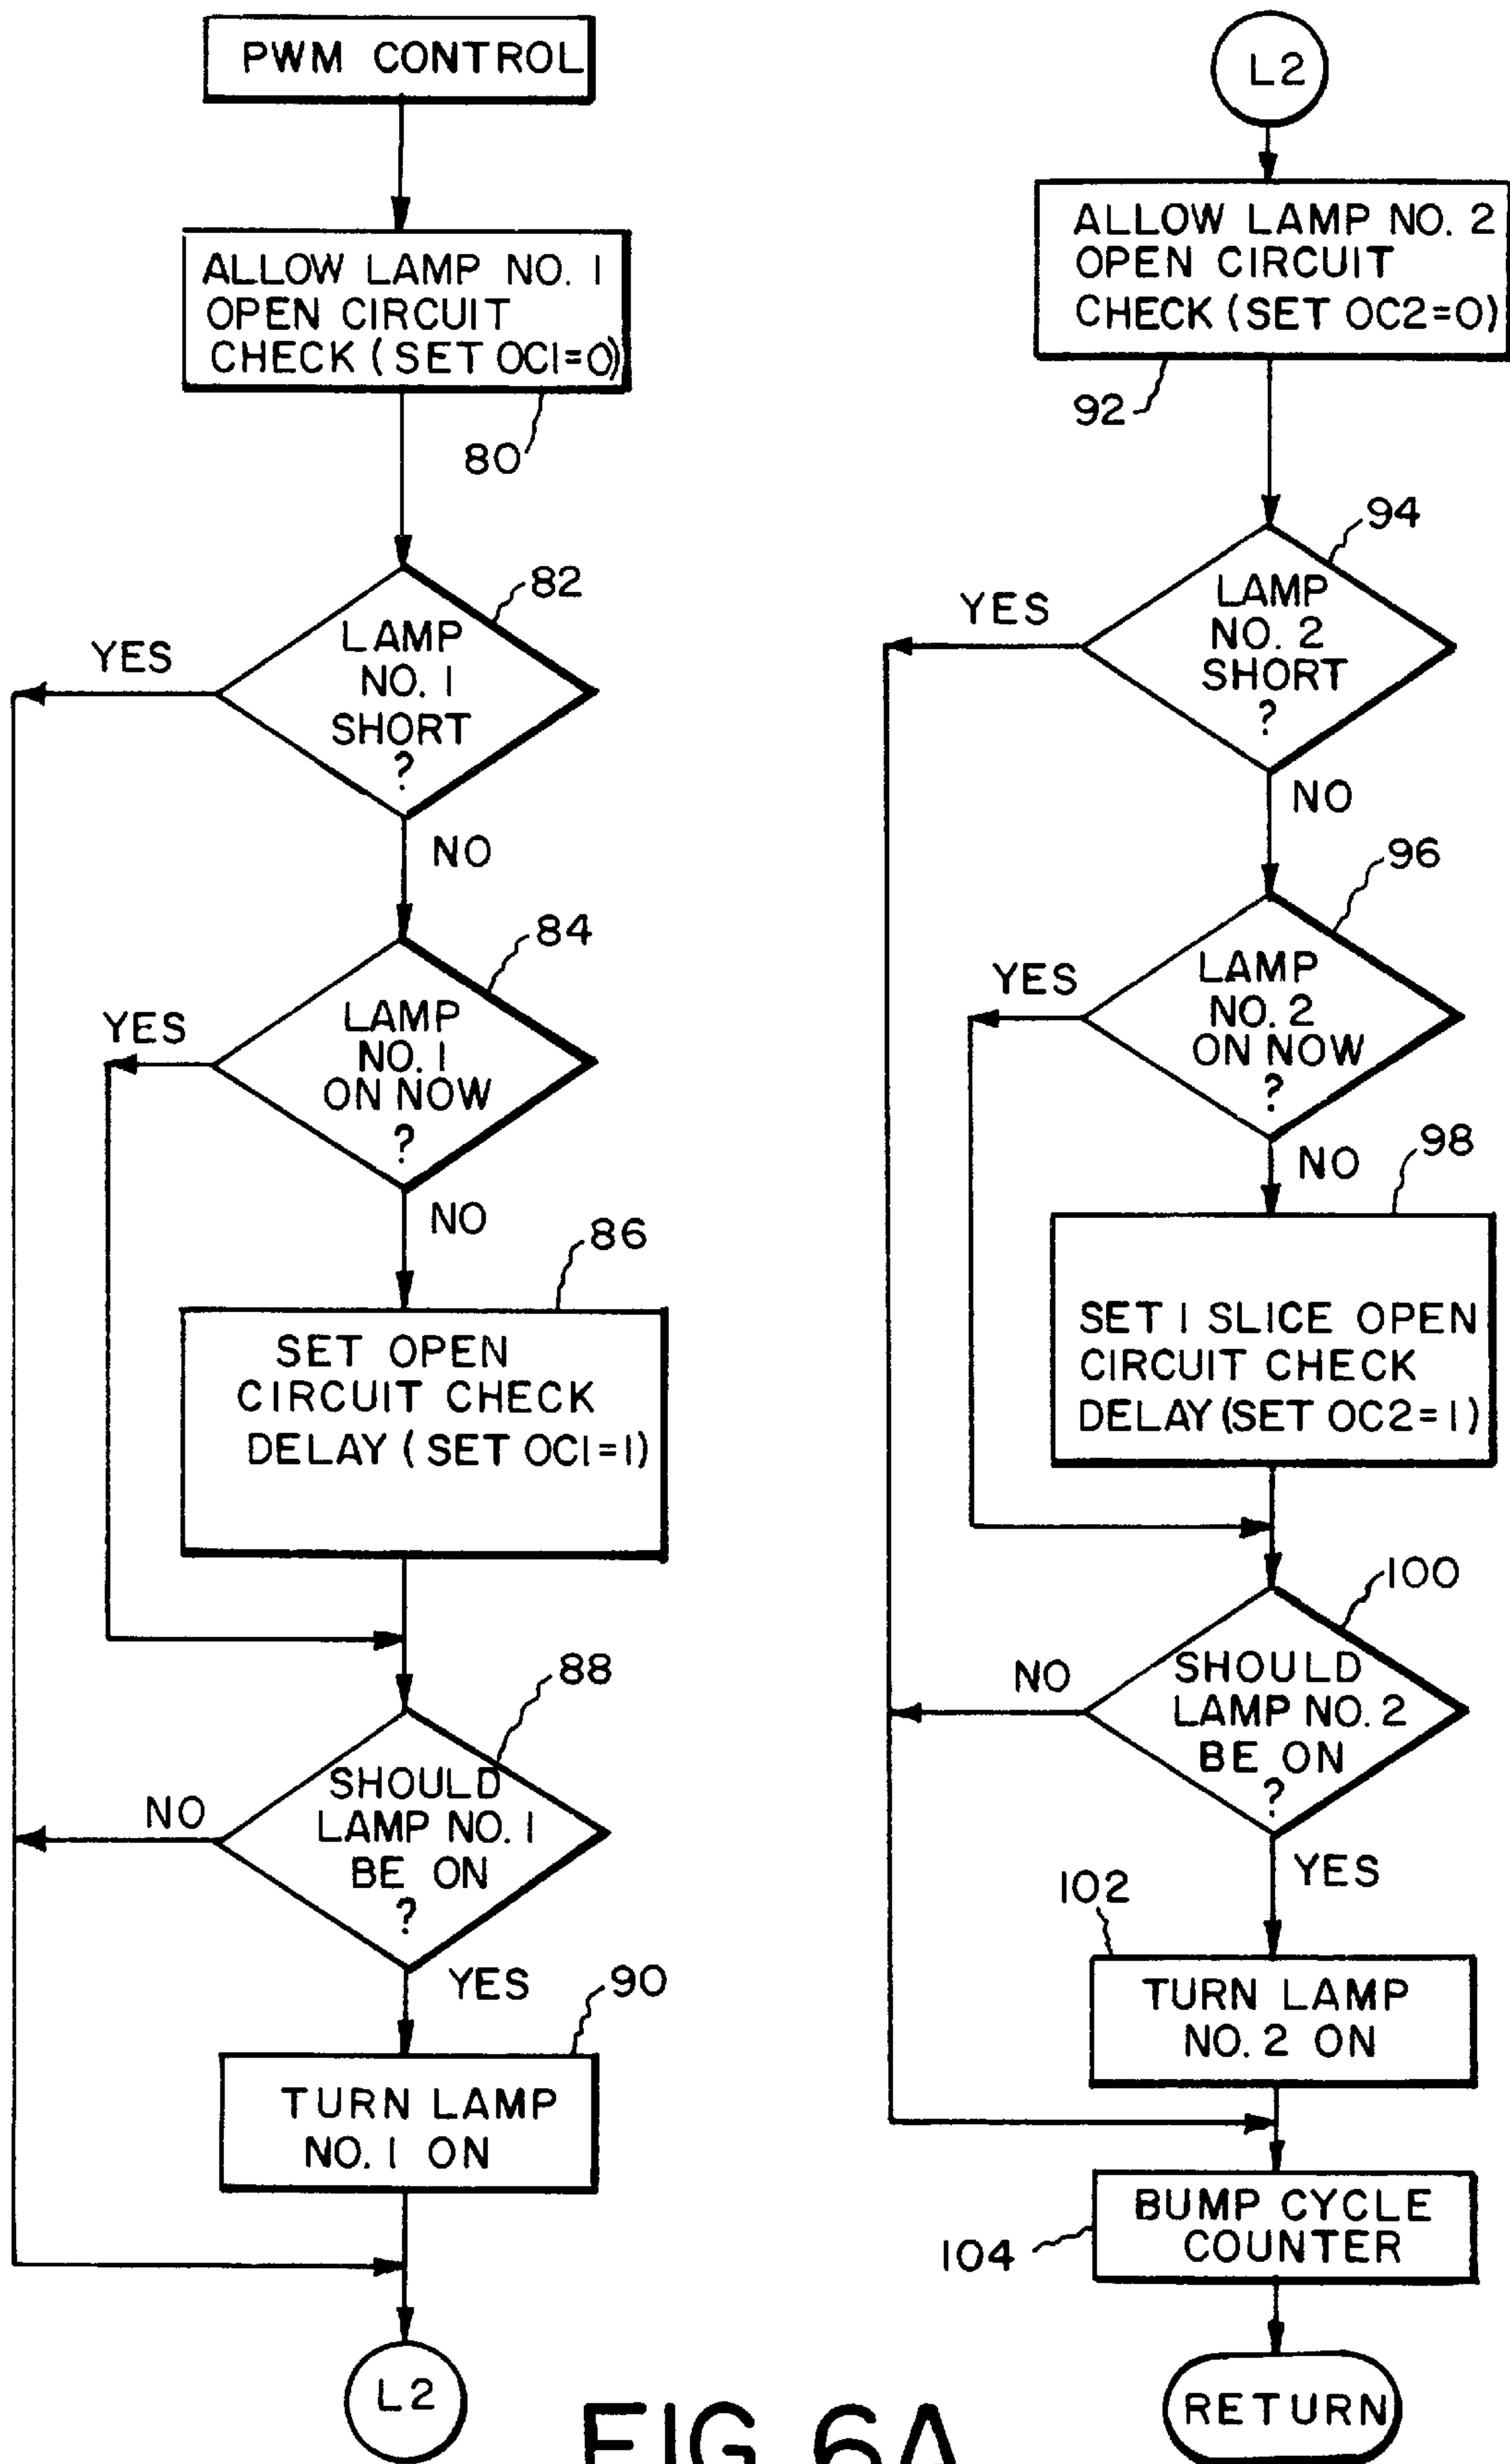 PWM CONTROL
ALLOW LAMP NO. 1
OPEN CIRCUIT
CHECK (SET OC1=0)
80
82
LAMP
NO. 1
SHORT
?
YES
NO
84
LAMP
NO. 1
ON NOW
?
YES
NO
86
SET OPEN
CIRCUIT CHECK
DELAY (SET OC1=1)
88
SHOULD
LAMP NO. 1
BE ON
?
NO
YES
90
TURN LAMP
NO. 1 ON
L2
L2
ALLOW LAMP NO. 2
OPEN CIRCUIT
CHECK (SET OC2=0)
92
94
LAMP
NO. 2
SHORT
?
YES
NO
96
LAMP
NO. 2
ON NOW
?
YES
NO
98
SET 1 SLICE OPEN
CIRCUIT CHECK
DELAY (SET OC2=1)
100
SHOULD
LAMP NO. 2
BE ON
?
NO
YES
102
TURN LAMP
NO. 2 ON
BUMP CYCLE
COUNTER
104
RETURN
FIG. 6A